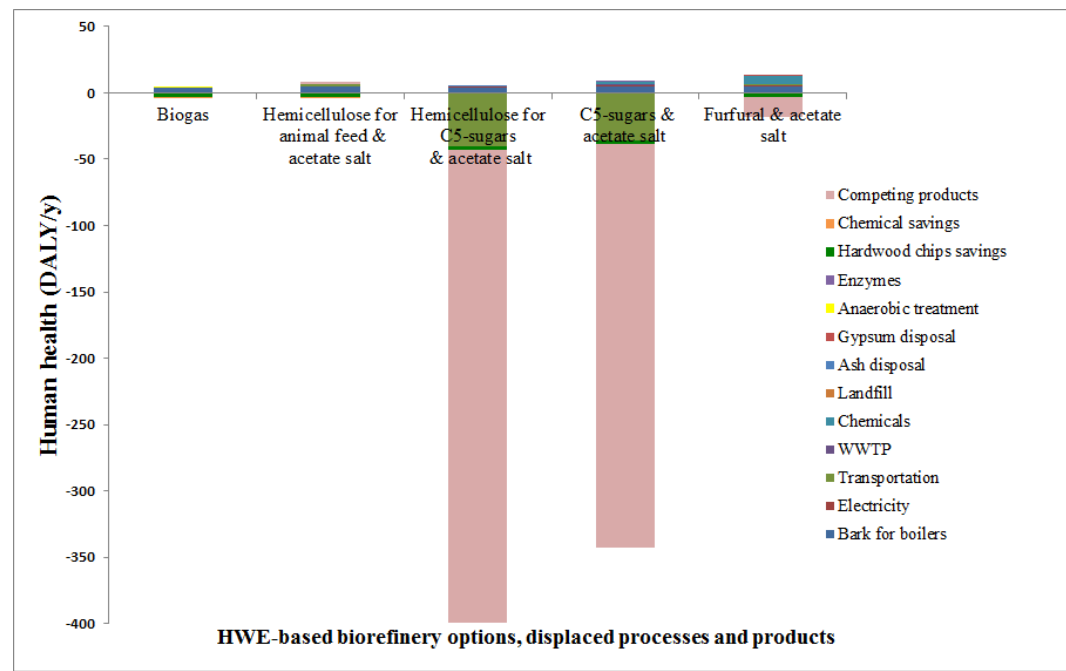 50
0
-50
-100
-150
-200
-250
-300
-350
-400
Human health (DALY/y)
Biogas
Hemicellulose for
animal feed &
acetate salt
Hemicellulose for
C5-sugars
& acetate salt
C5-sugars &
acetate salt
Furfural & acetate
salt
Competing products
Chemical savings
Hardwood chips savings
Enzymes
Anaerobic treatment
Gypsum disposal
Ash disposal
Landfill
Chemicals
WWTP
Transportation
Electricity
Bark for boilers
HWE-based biorefinery options, displaced processes and products